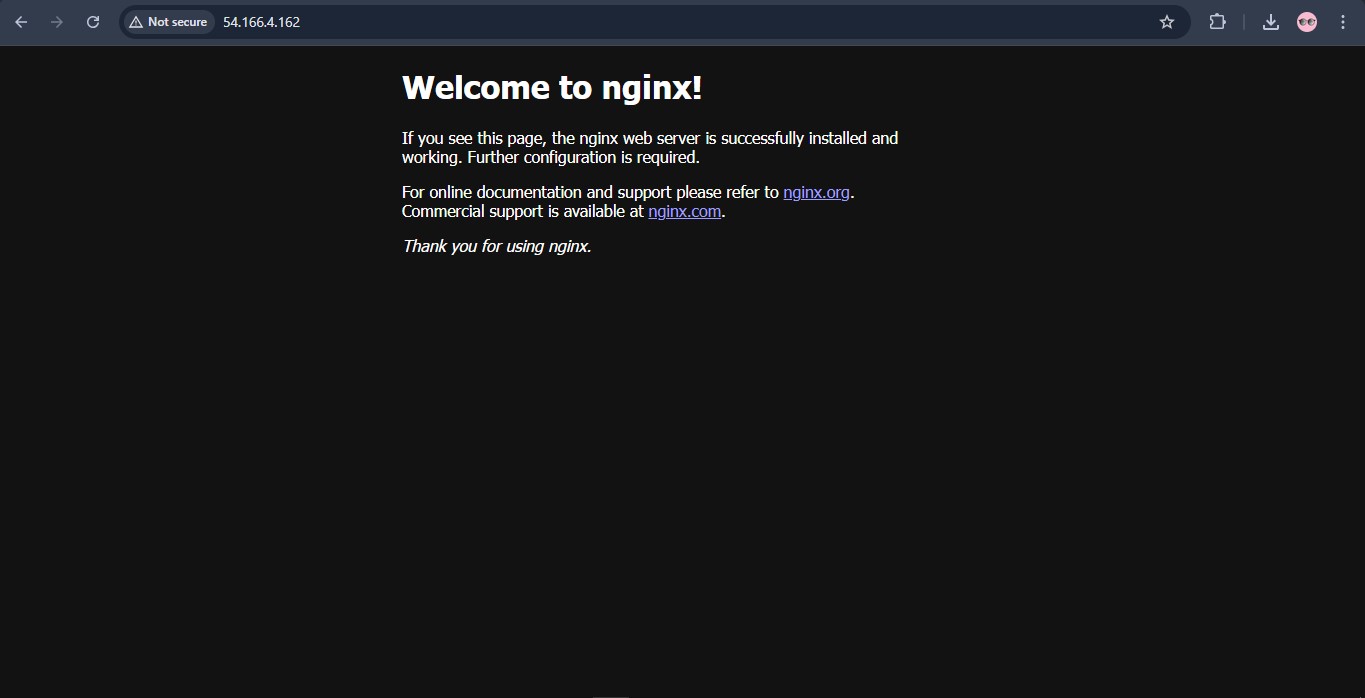 Not secure
54.166.4.162
Welcome to nginx!
If you see this page, the nginx web server is successfully installed and
working. Further configuration is required.
For online documentation and support please refer to nginx.org.
Commercial support is available at nginx.com.
Thank you for using nginx.